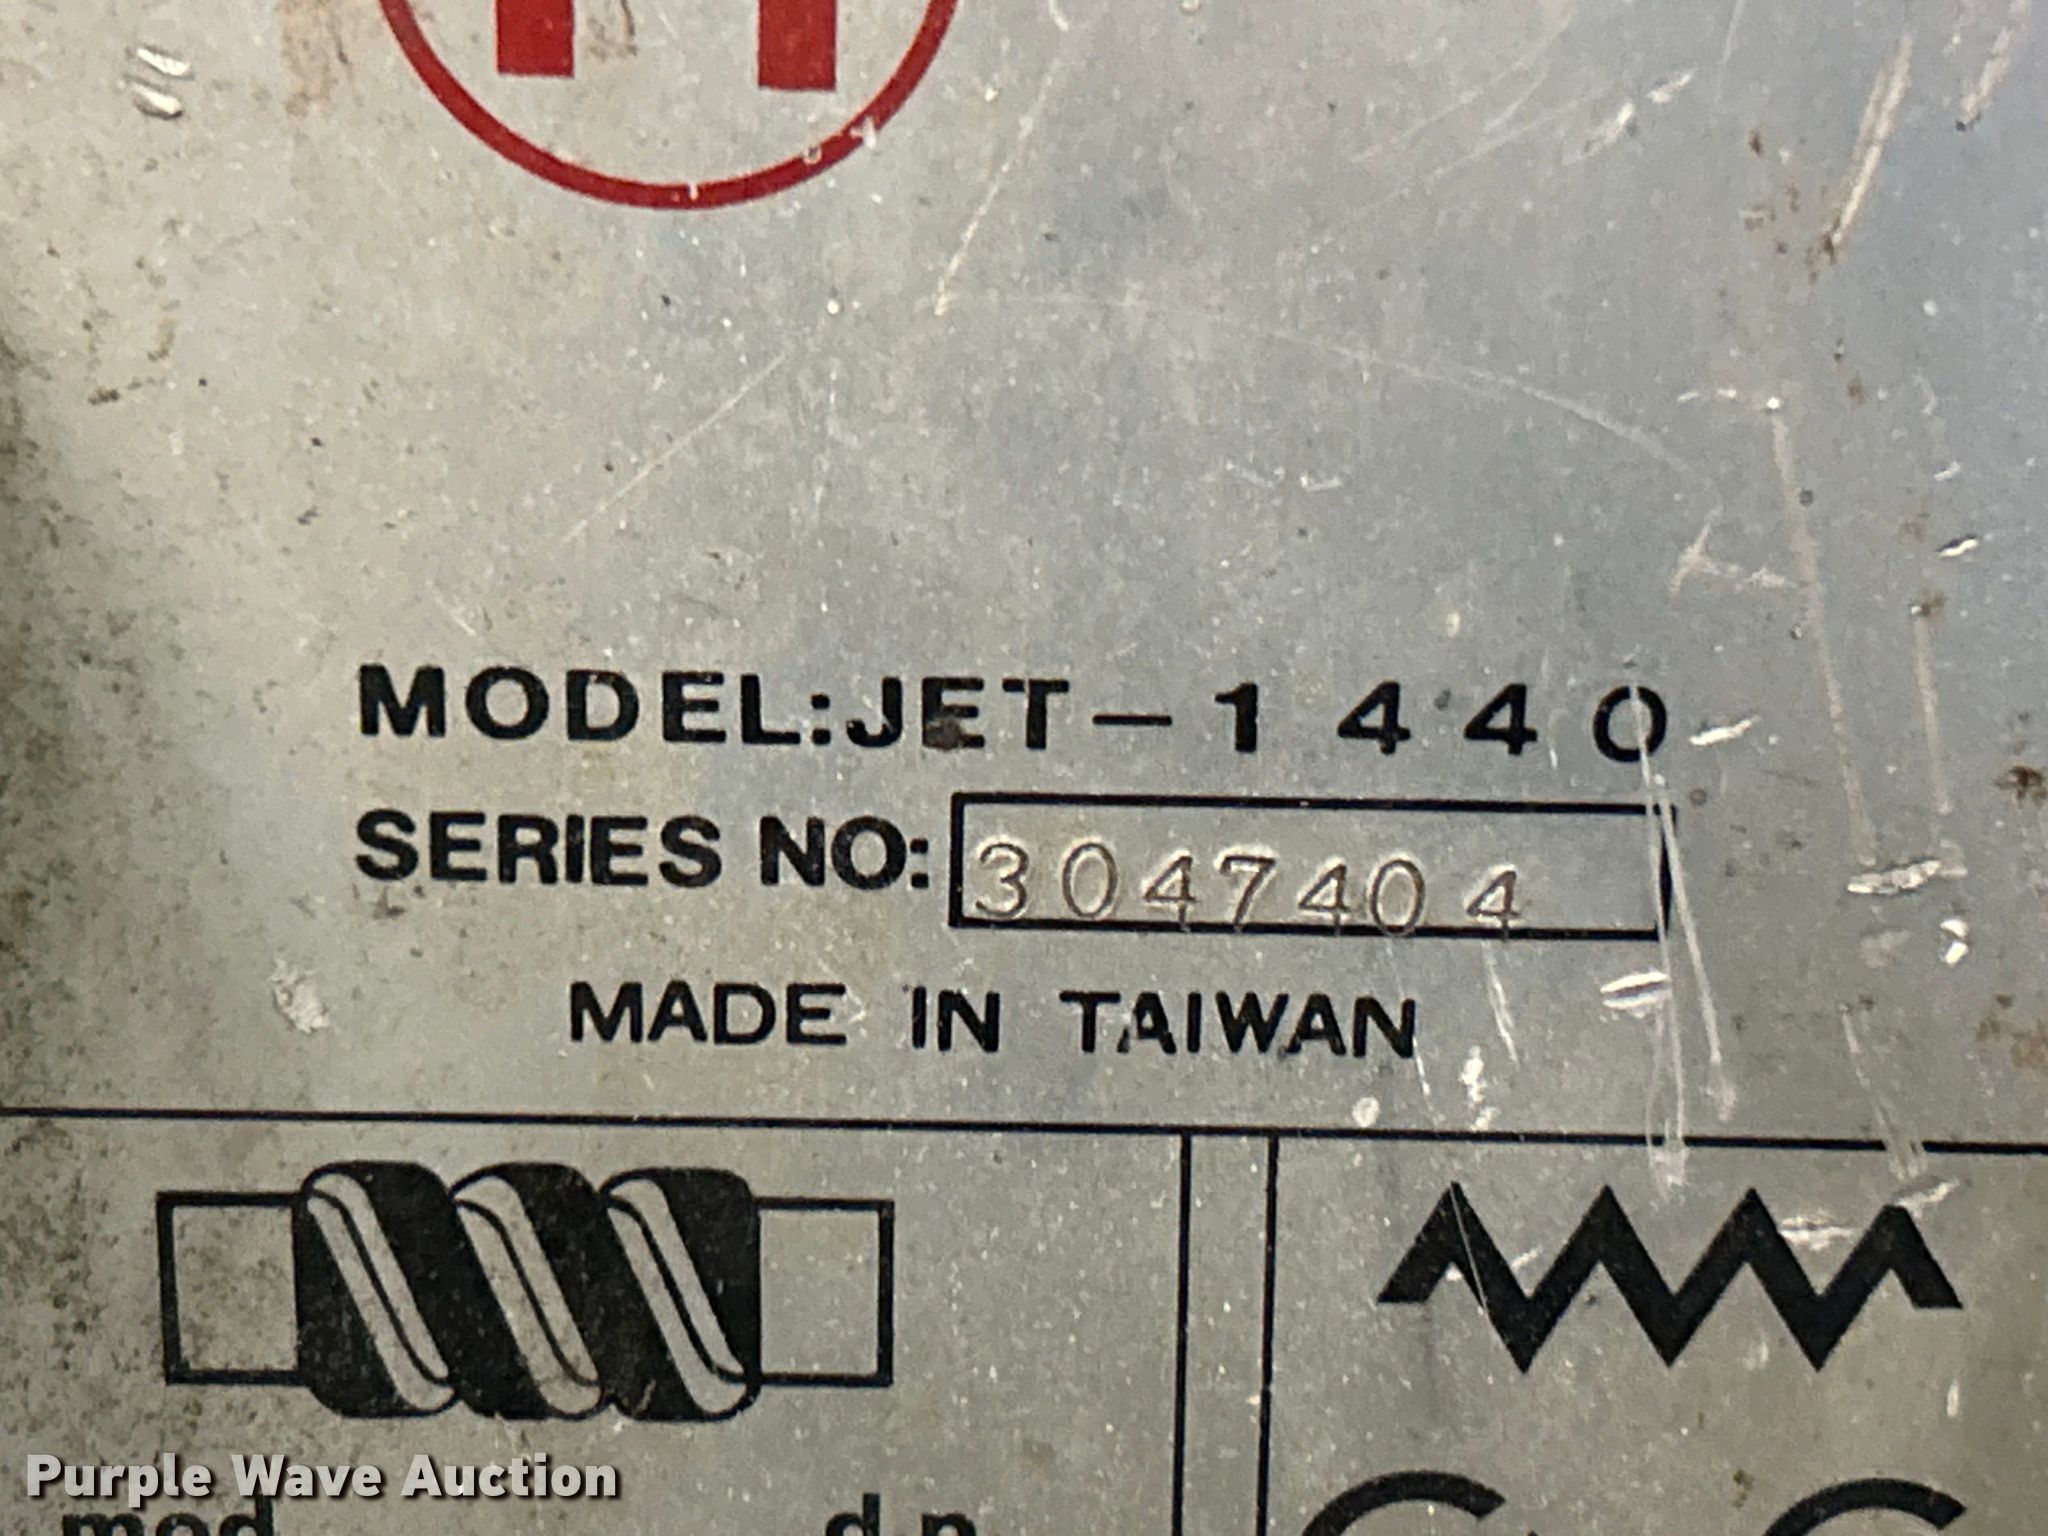 MODEL:JET-1440
SERIES NO: 3047404
MADE IN TAIWAN
Purple Wave Auction